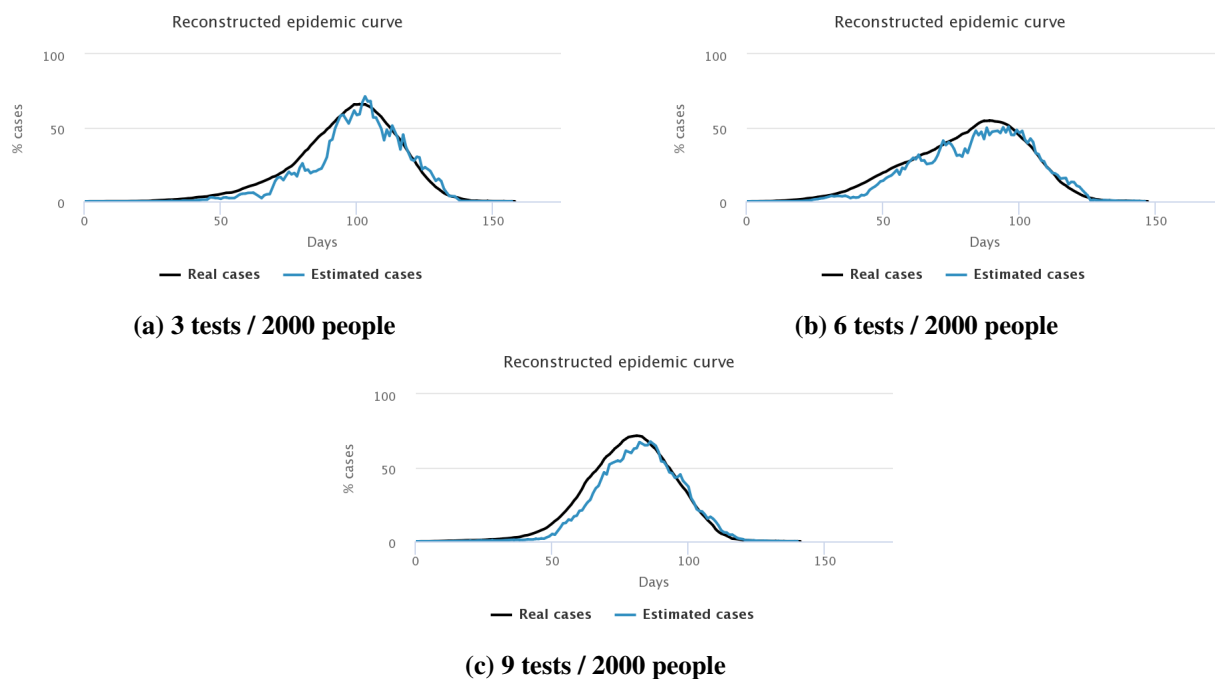 Reconstructed epidemic curve
100
50
0
% cases
0 50 100 150
Days
Real cases Estimated cases
(a) 3 tests / 2000 people
Reconstructed epidemic curve
100
50
0
% cases
0 50 100 150
Days
Real cases Estimated cases
(b) 6 tests / 2000 people
Reconstructed epidemic curve
100
50
0
% cases
0 50 100 150
Days
Real cases Estimated cases
(c) 9 tests / 2000 people